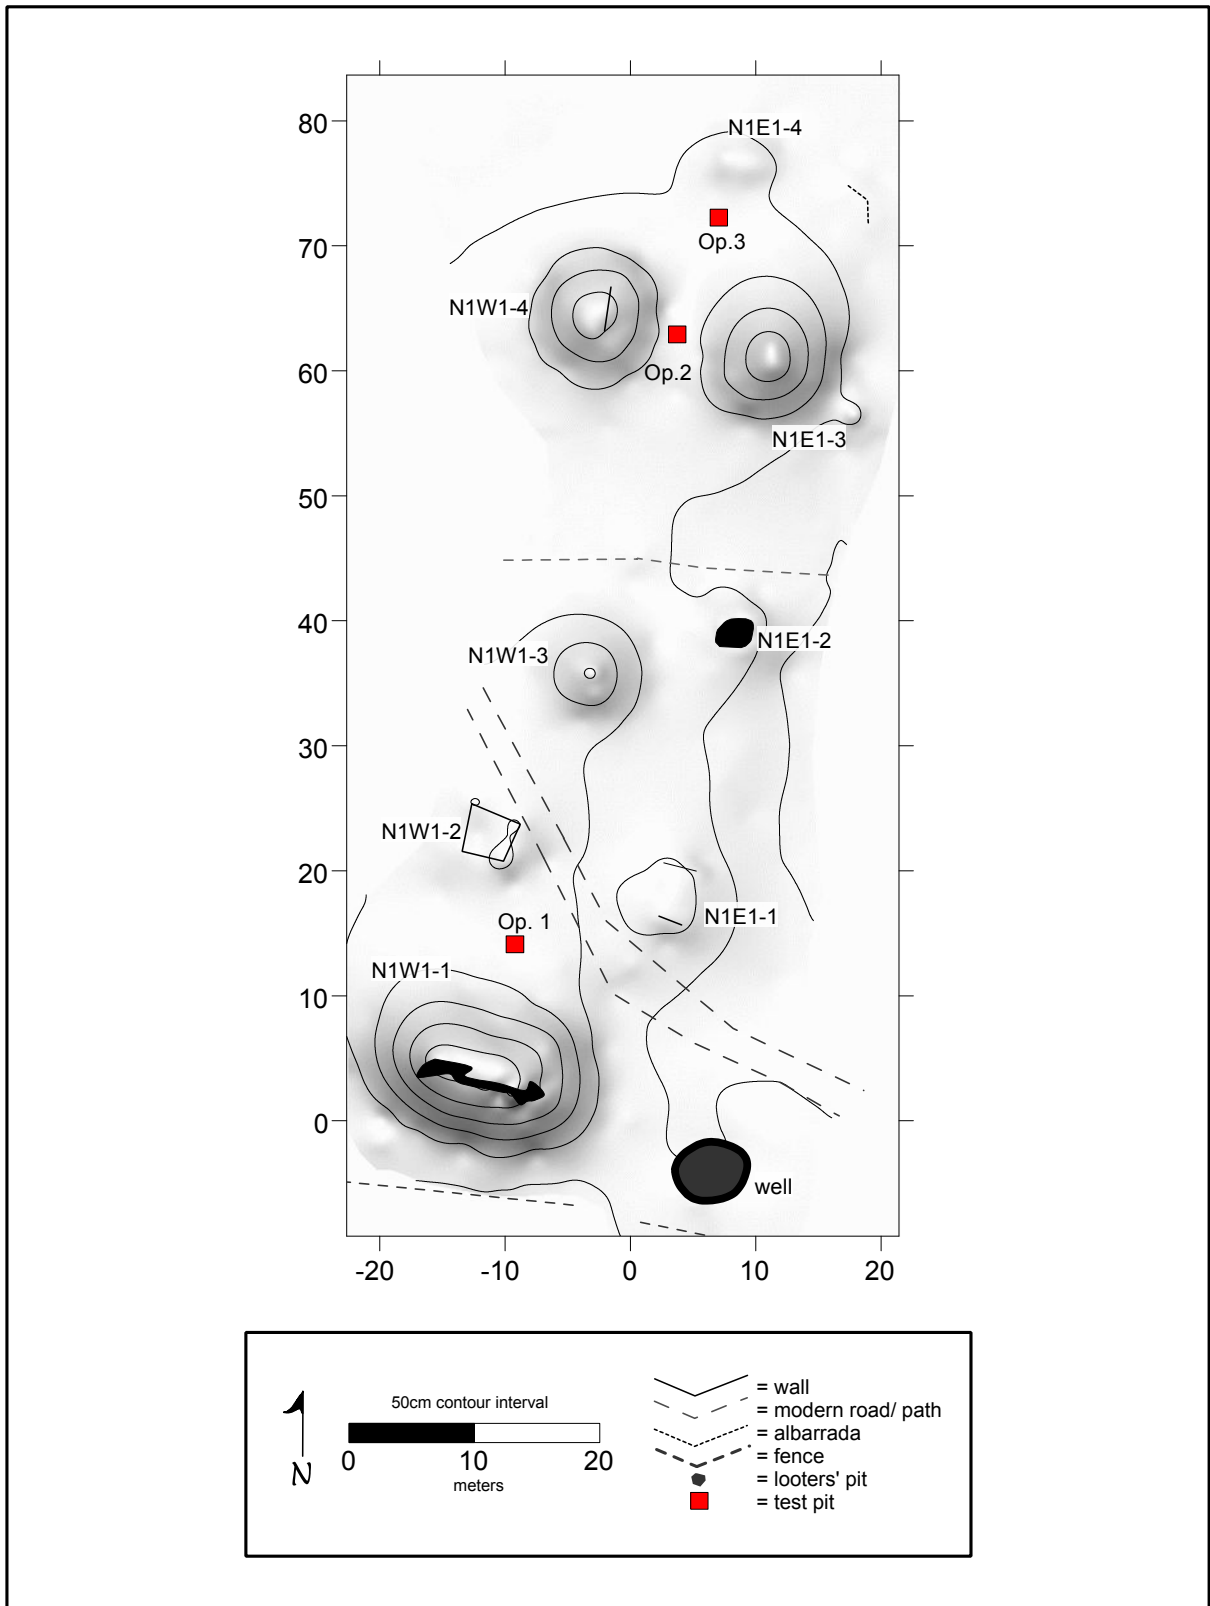 80
N1E1-4
Op.3
70
N1W1-4
Op.2
60
N1E1-3
50
40
N1E1-2
N1W1-3
30
N1W1-2
20
N1E1-1
Op. 1
N1W1-1
10
0
well
-20 -10 0 10 20
50cm contour interval
0 10 20
meters
N
= wall
= modern road/ path
= albarrada
= fence
= looters' pit
= test pit